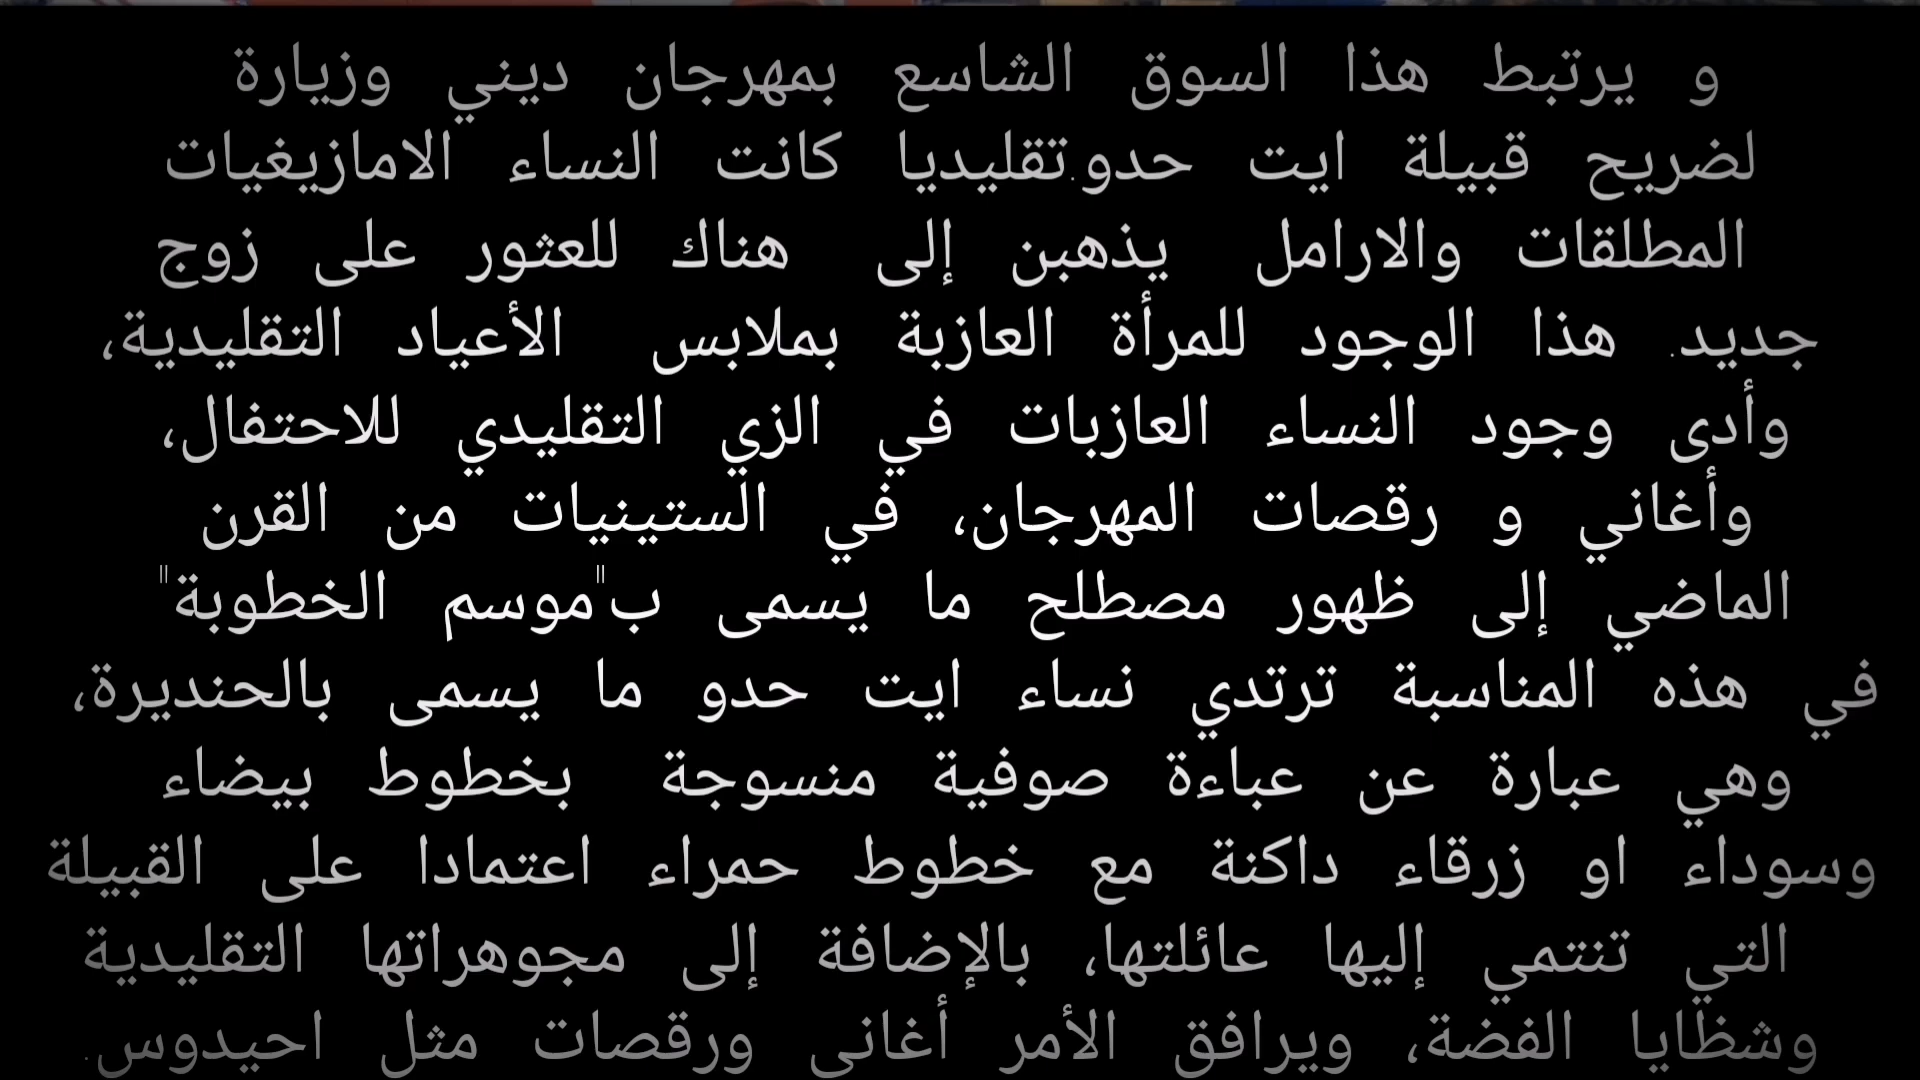 و يرتبط هذا السوق الشاسع بمهرجان ديني وزيارة
لضريح قبيلة ايت حدو.تقليديا كانت النساء الامازيغيات
المطلقات والارامل يذهبن إلى هناك للعثور على زوج
جديد. هذا الوجود للمرأة العازبة بملابس الأعياد التقليدية،
وأدى وجود النساء العازبات في الزي التقليدي للاحتفال،
وأغاني و رقصات المهرجان، في الستينيات من القرن
الماضي إلى ظهور مصطلح ما يسمى ب"موسم الخطوبة"
في هذه المناسبة ترتدي نساء ايت حدو ما يسمى بالحنديرة،
وهي عبارة عن عباءة صوفية منسوجة بخطوط بيضاء
وسوداء او زرقاء داكنة مع خطوط حمراء اعتمادا على القبيلة
التي تنتمي إليها عائلتها، بالإضافة إلى مجوهراتها التقليدية
وشظايا الفضة، ويرافق الأمر أغاني ورقصات مثل احيدوس.